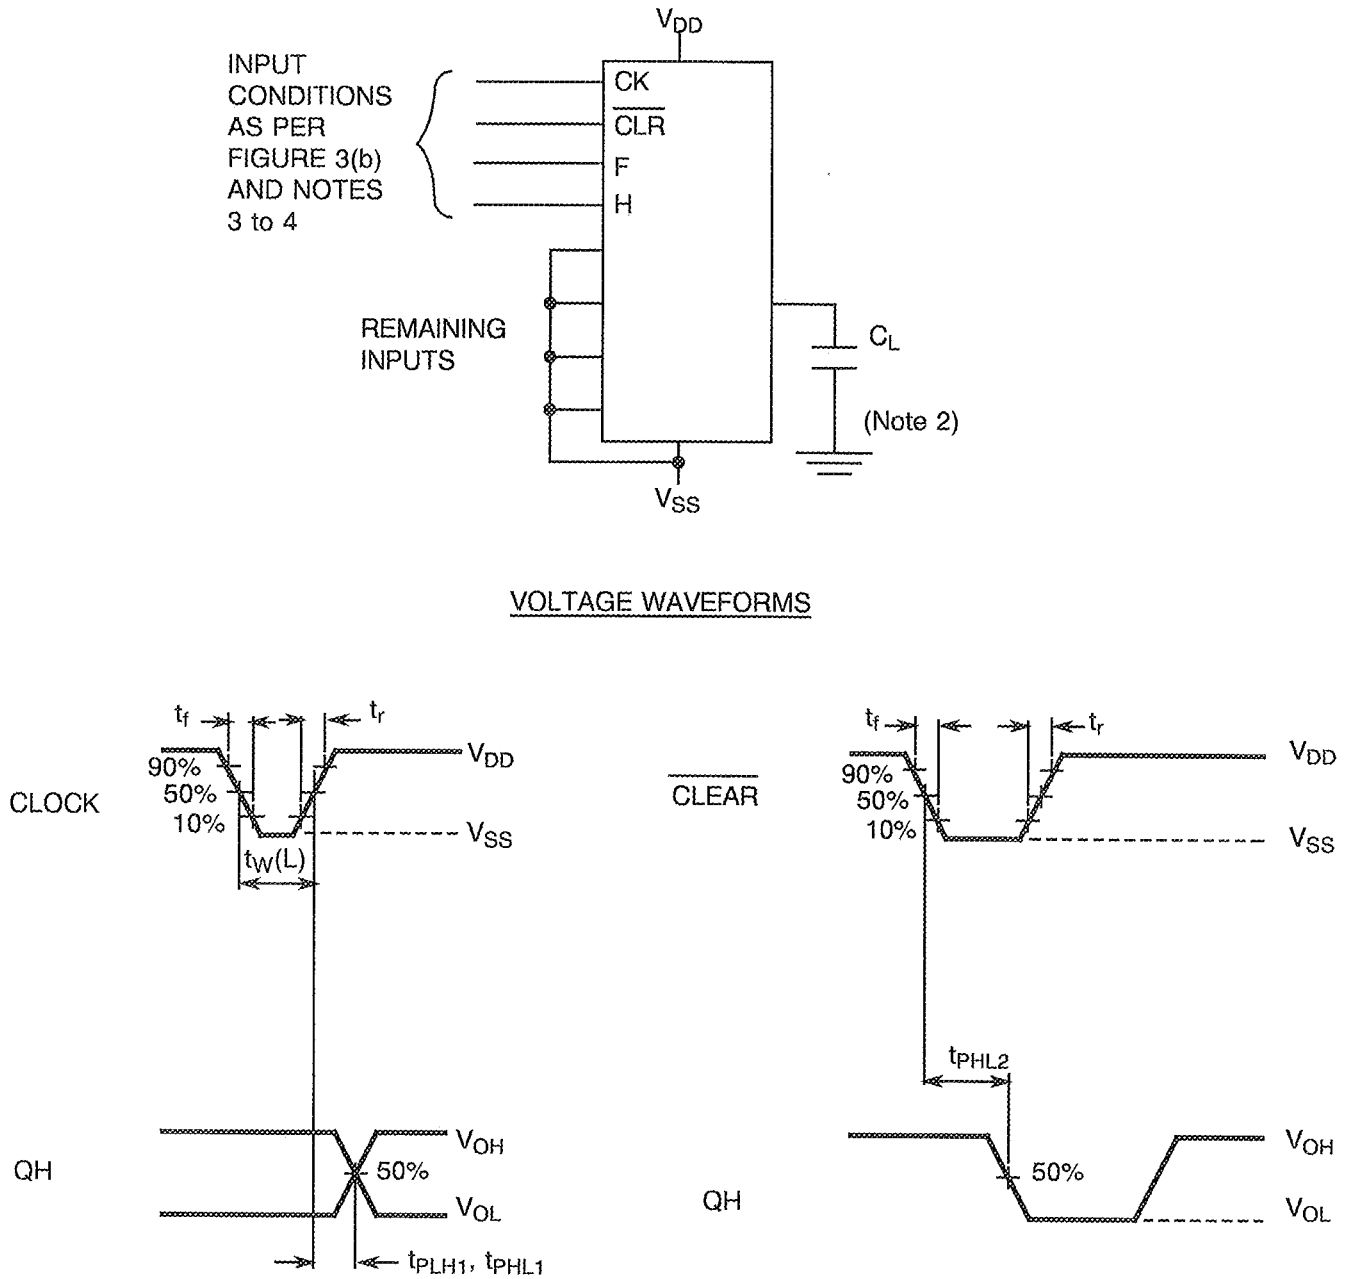 VDD
INPUT
CONDITIONS
AS PER
FIGURE 3(b)
AND NOTES
3 to 4
CK
CLR
F
H
REMAINING
INPUTS
CL
(Note 2)
VSS
VOLTAGE WAVEFORMS
tf
tr
VDD
90%
50%
10%
CLOCK
VSS
tW(L)
tf
tr
VDD
90%
50%
10%
CLEAR
VSS
tPHL2
VOH
50%
QH
VOL
tPLH1, tPHL1
VOH
50%
QH
VOL